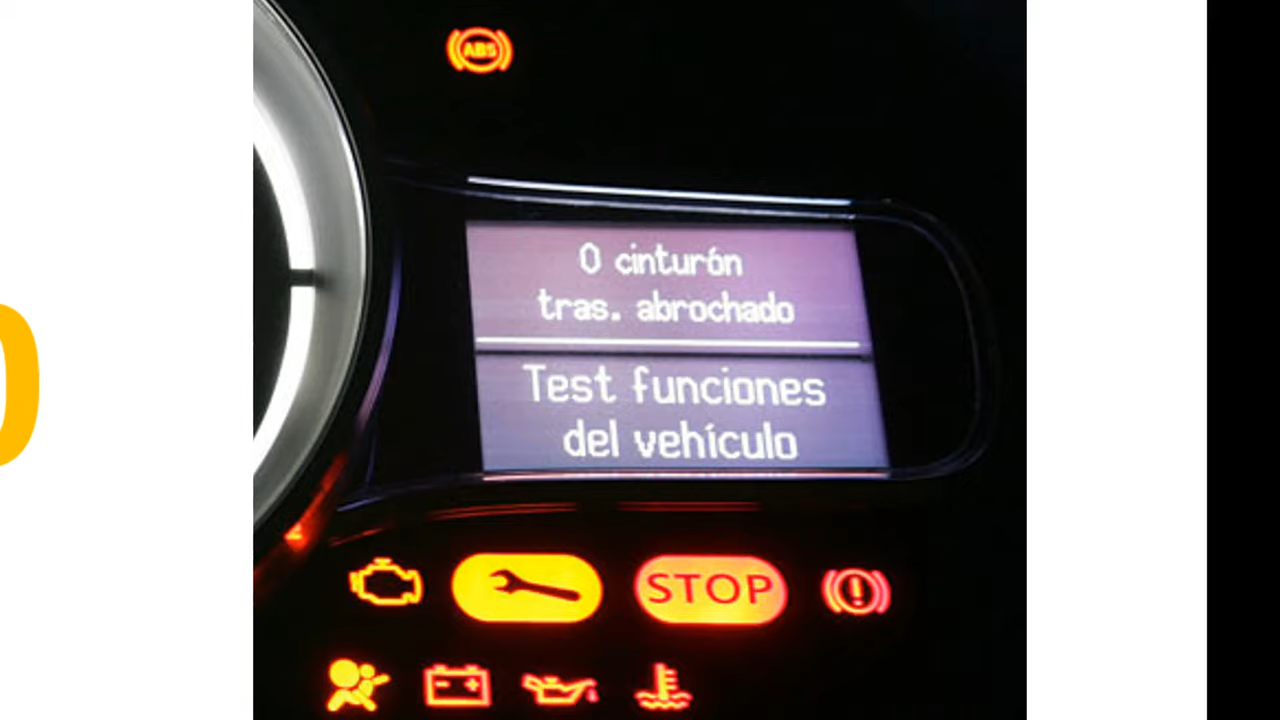 ABS
0 cinturón
tras. abrochado
Test funciones
del vehículo
STOP